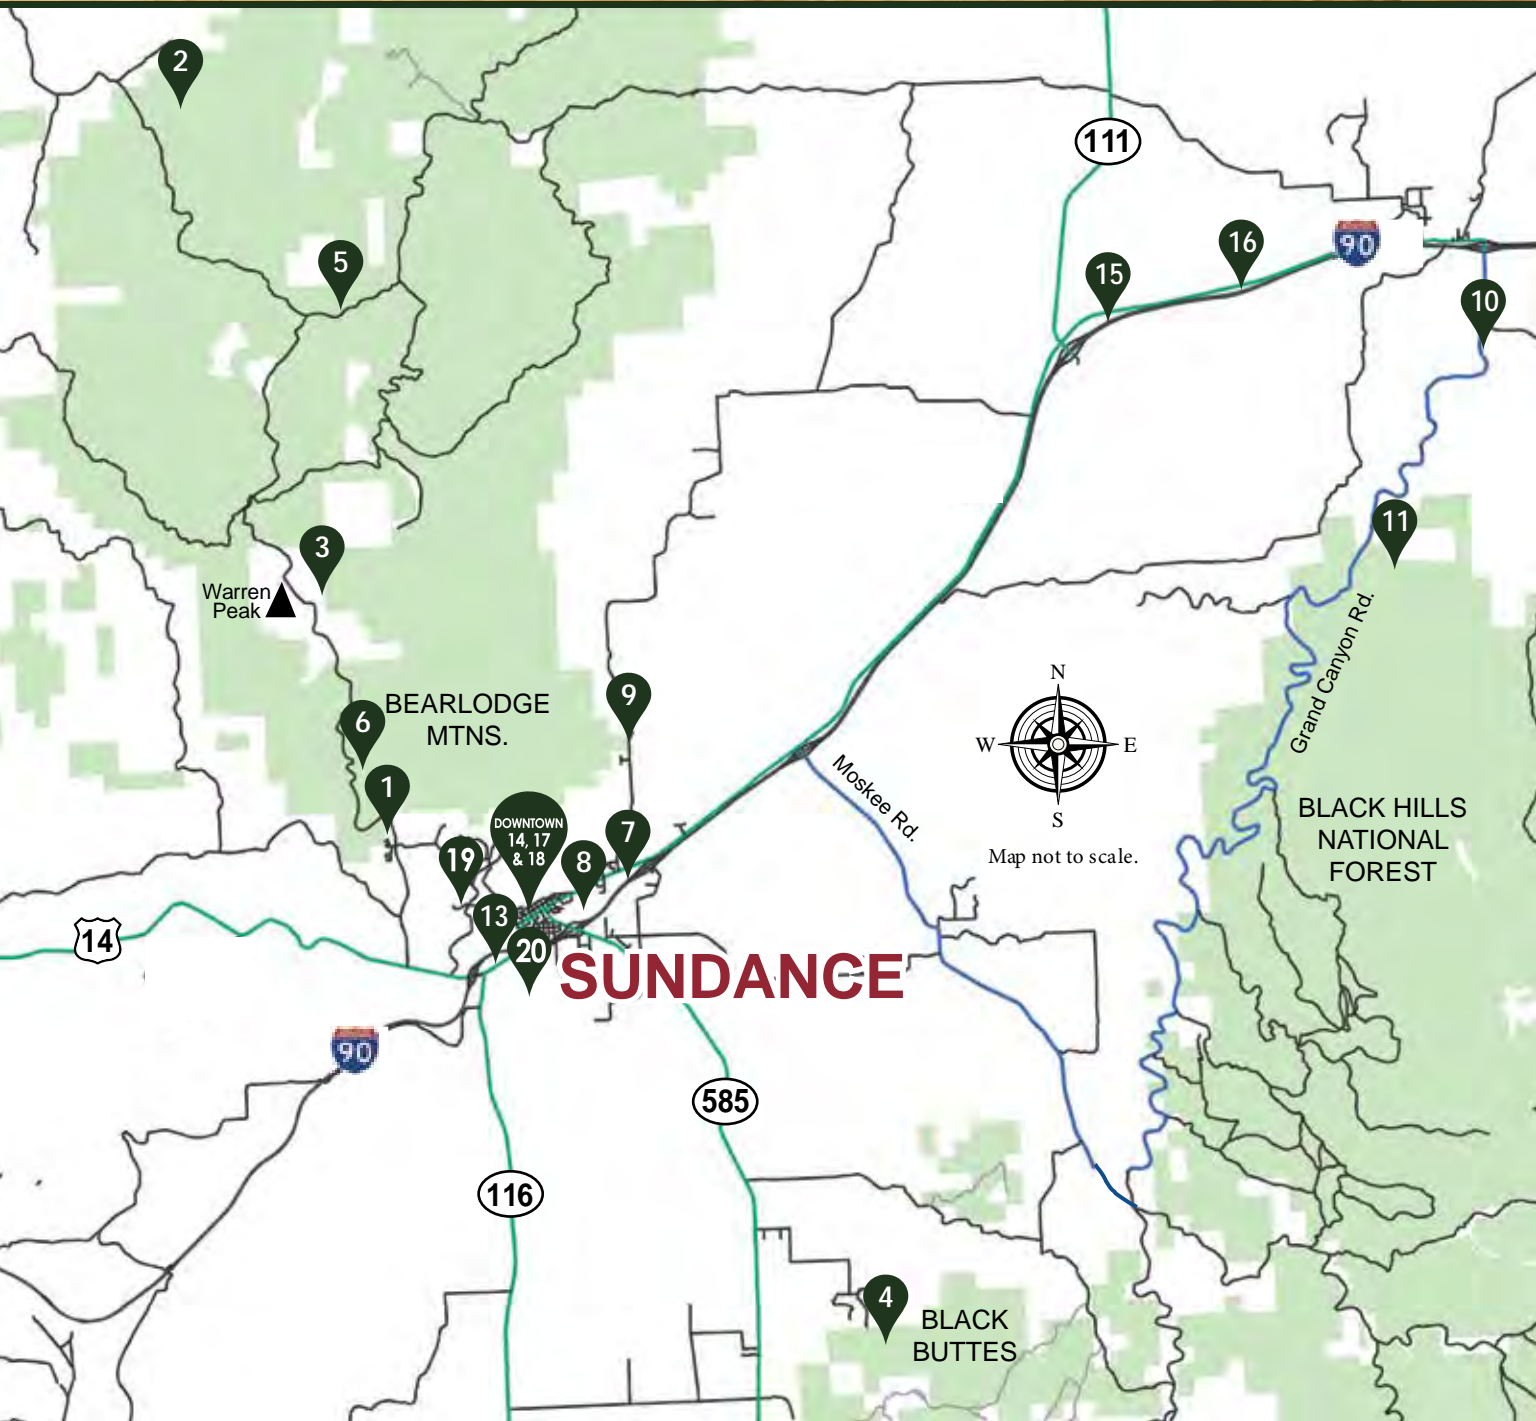 2
111
5
16
90
15
10
11
3
Warren
Peak
Grand Canyon Rd.
N
W
E
S
9
BEARLODGE
MTNS.
6
Moskee Rd.
1
BLACK HILLS
NATIONAL
FOREST
DOWNTOWN
14, 17
& 18
7
19
8
Map not to scale.
13
14
20
SUNDANCE
90
585
116
4
BLACK
BUTTES